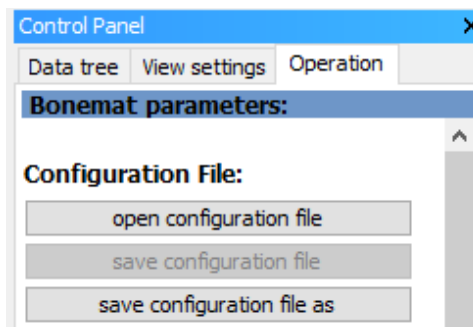 Control Panel
Data tree View settings Operation
Bonemat parameters:
Configuration File:
open configuration file
save configuration file
save configuration file as